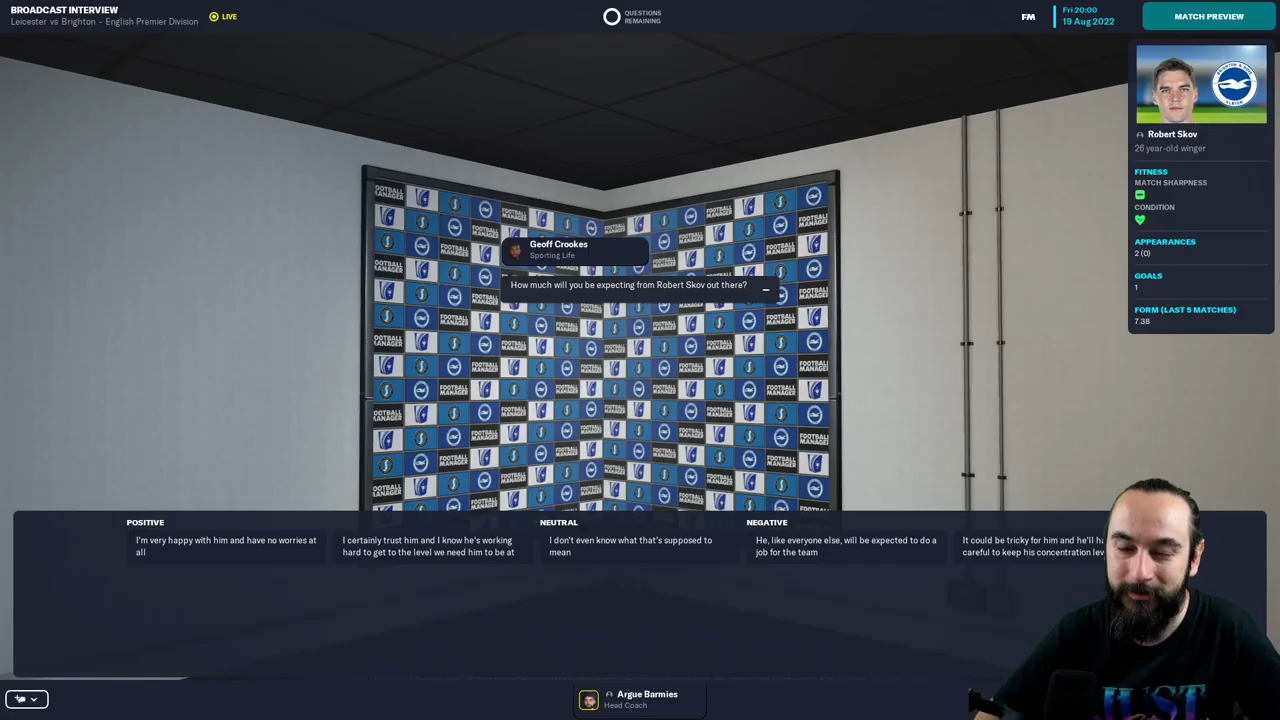 BROADCAST INTERVIEW
Leicester vs Brighton - English Premier Division
LIVE
QUESTIONS
REMAINING
FM
Fri 20:00
19 Aug 2022
MATCH PREVIEW
Robert Skov
26 year-old winger
FITNESS
MATCH SHARPNESS
CONDITION
APPEARANCES
2 (0)
GOALS
1
FORM (LAST 5 MATCHES)
7.38
Geoff Crookes
Sporting Life
How much will you be expecting from Robert Skov out there?
FOOTBALL MANAGER
POSITIVE
I'm very happy with him and have no worries at
all
I certainly trust him and I know he's working
hard to get to the level we need him to be at
NEUTRAL
I don't even know what that's supposed to
mean
NEGATIVE
He, like everyone else, will be expected to do a
job for the team
It could be tricky for him and he'll ha
careful to keep his concentration lev
Argue Barmies
Head Coach
JUST